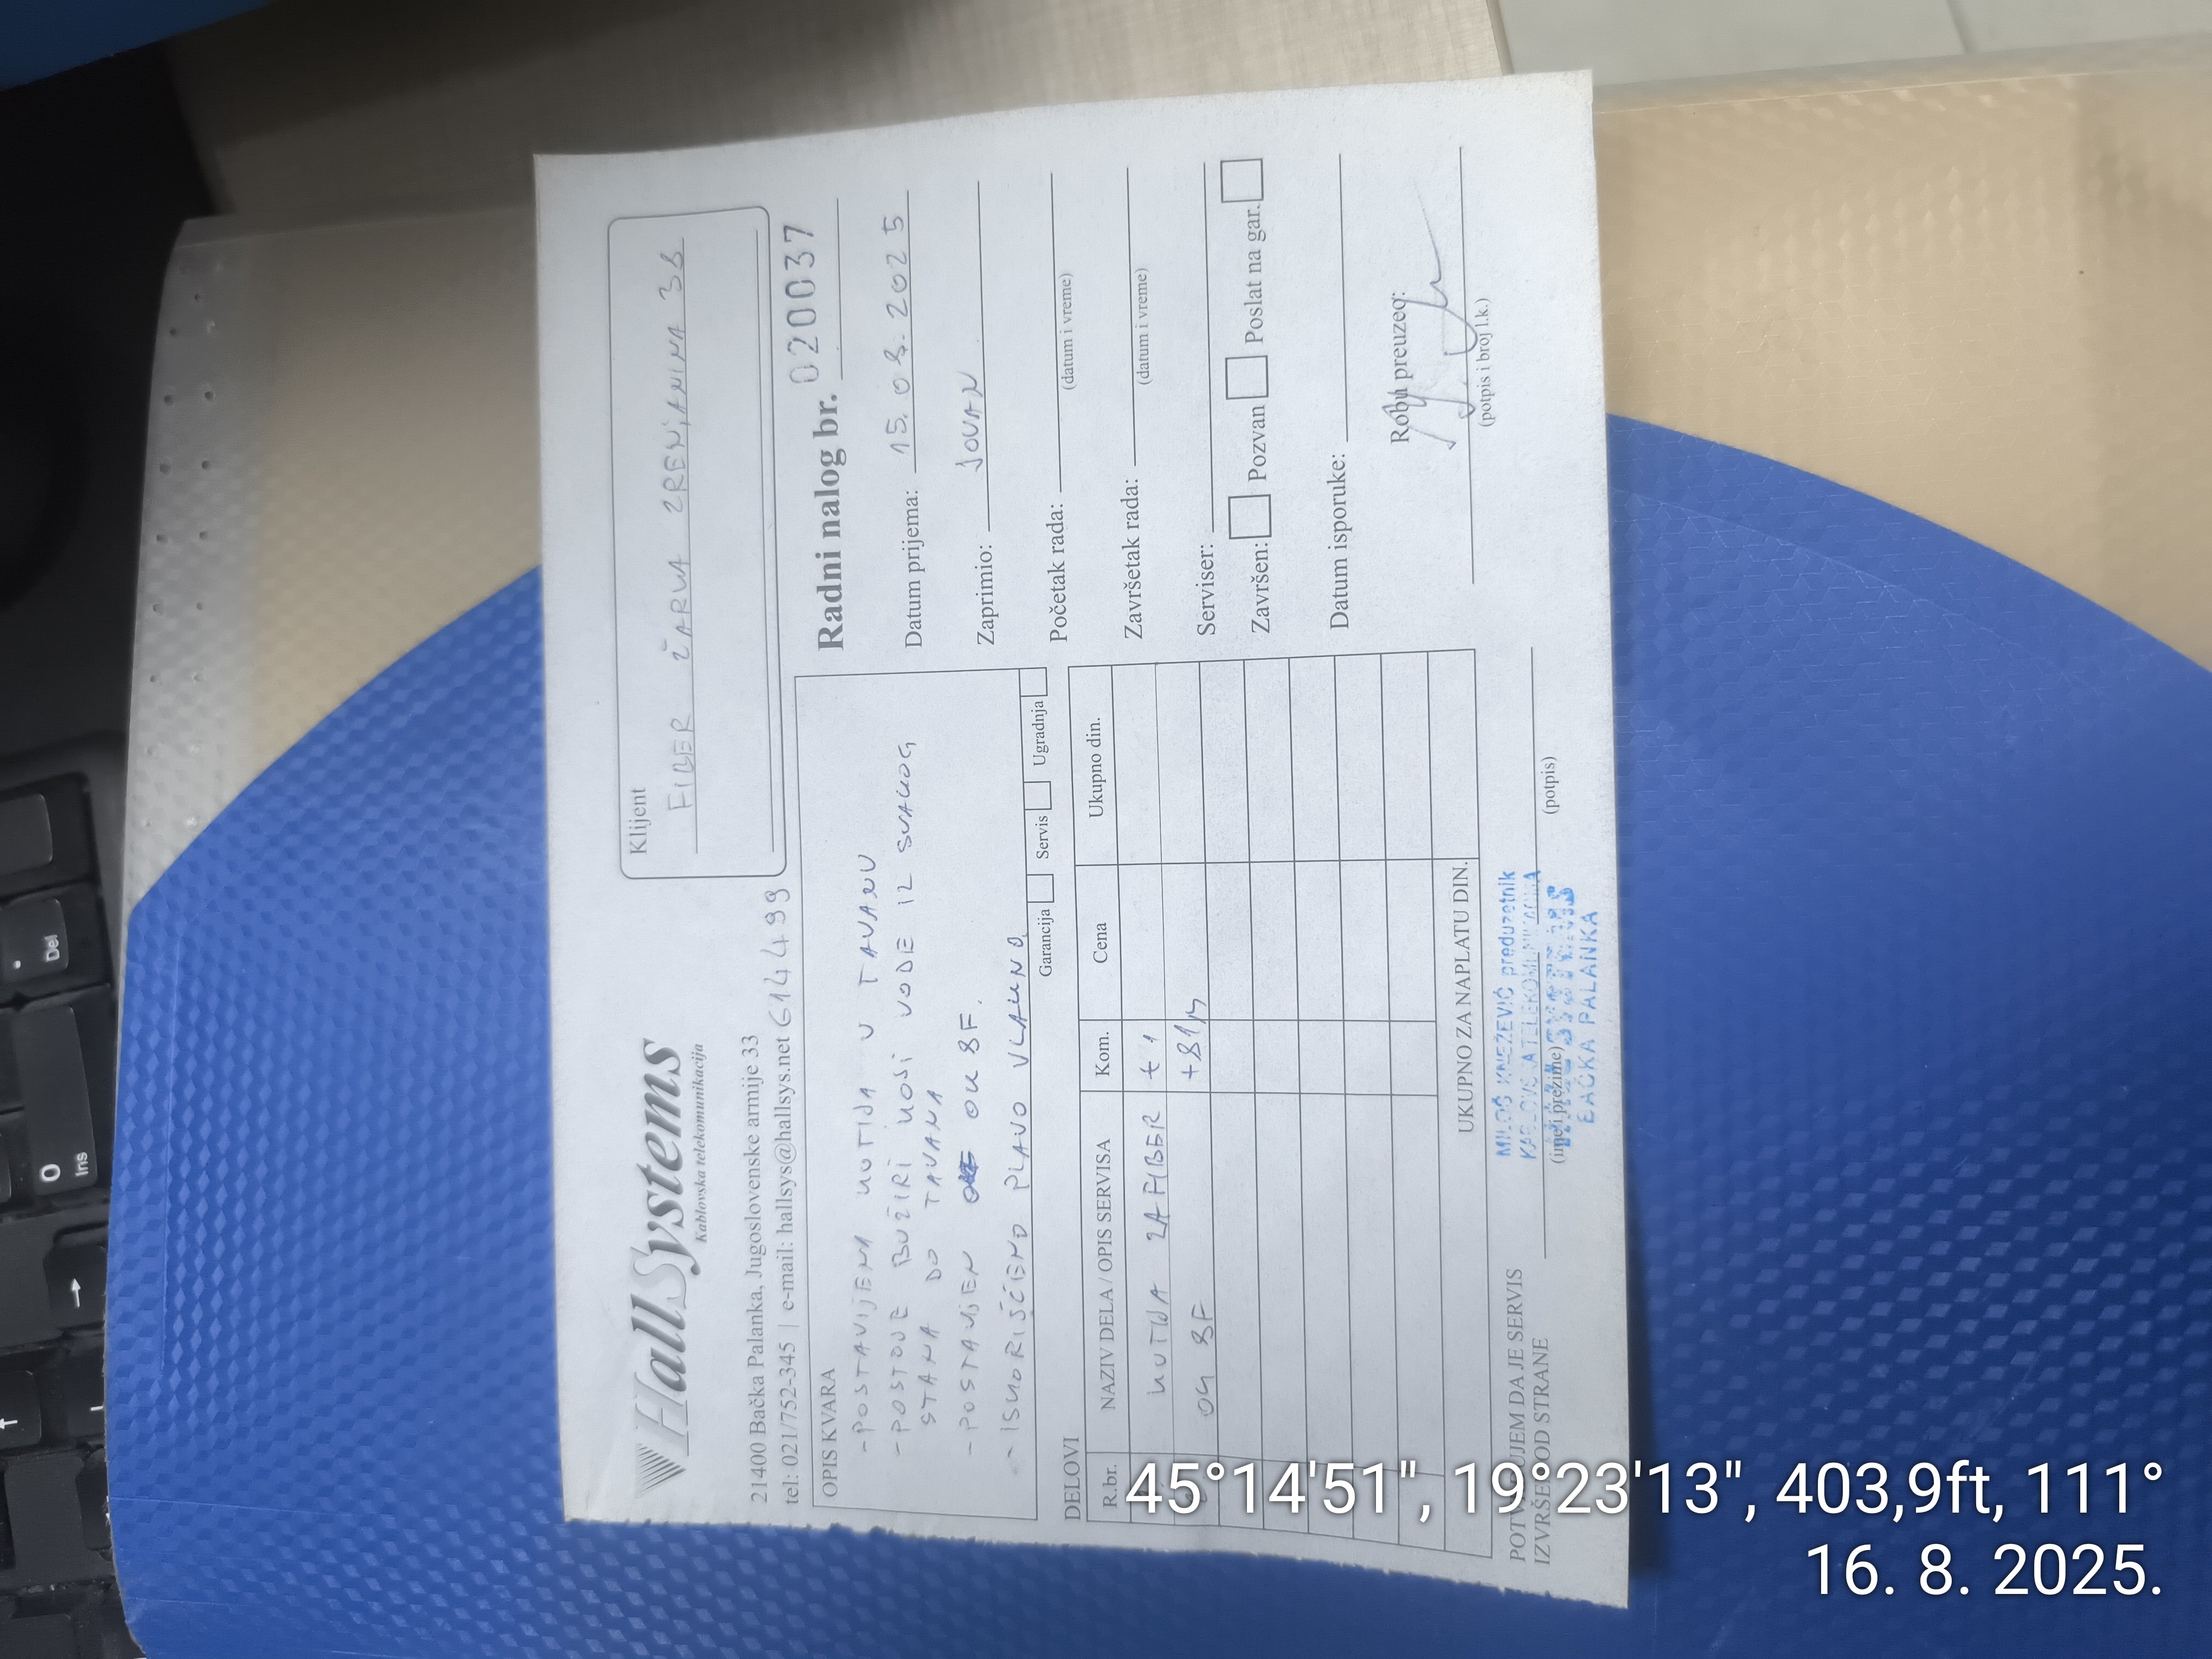 HallSystems
Kablovska telekomunikacija
21400 Bačka Palanka, Jugoslovenske armije 33
tel: 021/752-345 | e-mail: hallsys@hallsys.net 614499
Klijent
FIBER ŽARKA ZRENJANINA 38
Radni nalog br. 020037
Datum prijema: 15.08.2025
Zaprimio: JOVAN
Početak rada:
(datum i vreme)
Završetak rada:
(datum i vreme)
Serviser:
Završen: Pozvan Poslat na gar.
Datum isporuke:
Robu preuzeo:
(potpis i broj l.k.)
OPIS KVARA
- POSTAVLJENA KUTIJA U TAVANU
- POSTOJE BUŽIRI KOSI VODE IZ SVAKOG
STANA DO TAVANA
- POSTAVLJEN OK 8F.
- ISKORIŠĆENO PLAVO VLAKNO
Garancija Servis Ugradnja
DELOVI
R.br. NAZIV DELA / OPIS SERVISA Kom. Cena Ukupno din.
KUTIJA ZA FIBER +1
OK 8F +81m
UKUPNO ZA NAPLATU DIN.
POTVRĐUJEM DA JE SERVIS
IZVRŠEN OD STRANE
(ime i prezime)
(potpis)
MILOŠ KNEŽEVIĆ preduzetnik
KABLOVSKA TELEKOMUNIKACIJA
BAČKA PALANKA
Del
0
Ins
45°14'51", 19°23'13", 403,9ft, 111°
16. 8. 2025.